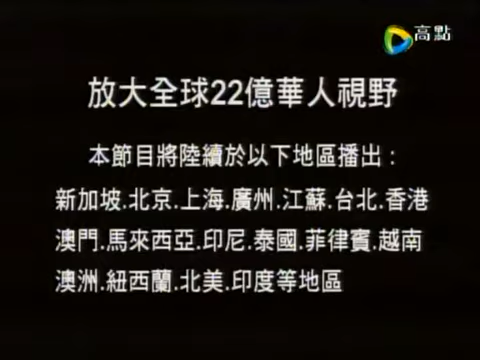 高點
放大全球22億華人視野
本節目將陸續於以下地區播出：
新加坡.北京.上海.廣州.江蘇.台北.香港
澳門.馬來西亞.印尼.泰國.菲律賓.越南
澳洲.紐西蘭.北美.印度等地區